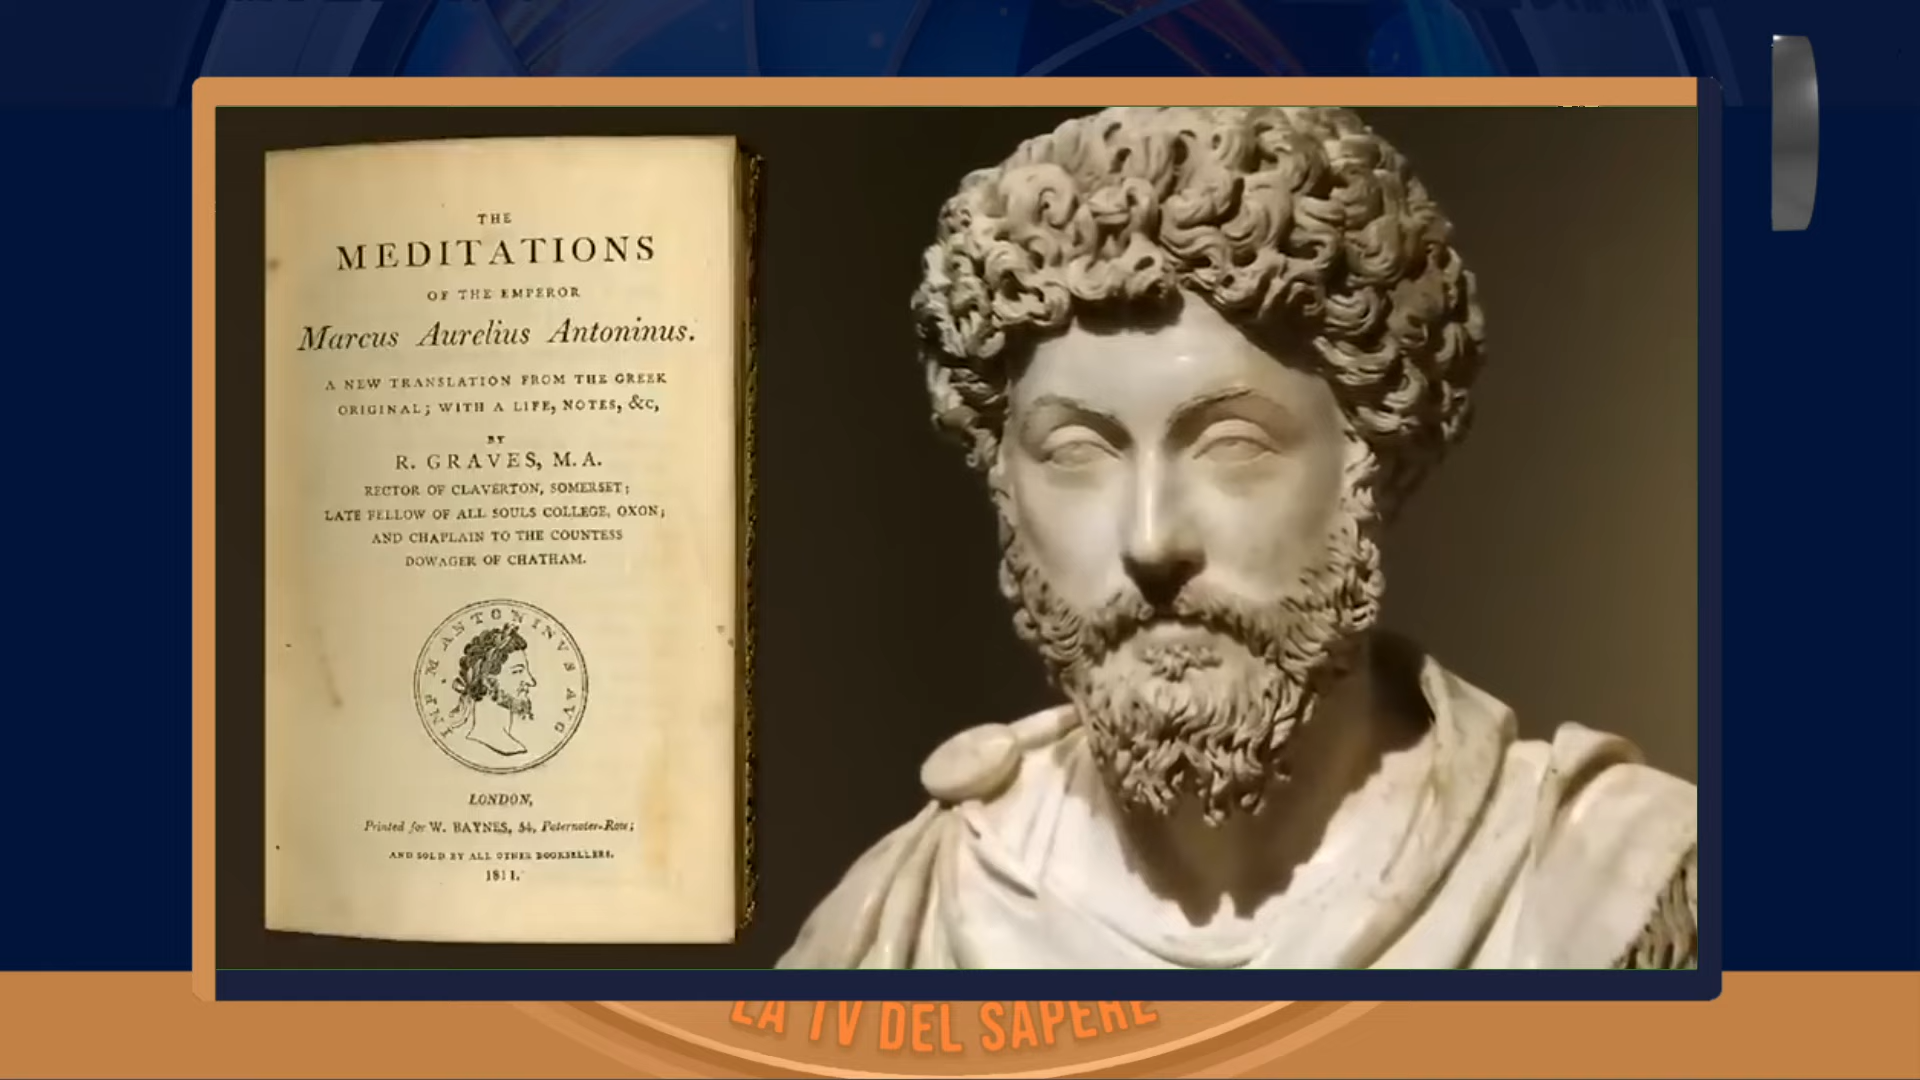 THE
MEDITATIONS
OF THE EMPEROR
Marcus Aurelius Antoninus.
A NEW TRANSLATION FROM THE GREEK
ORIGINAL; WITH A LIFE, NOTES, &C,
BY
R. GRAVES, M.A.
RECTOR OF CLAVERTON, SOMERSET;
LATE FELLOW OF ALL SOULS COLLEGE, OXON;
AND CHAPLAIN TO THE COUNTESS
DOWAGER OF CHATHAM.
IMP M ANTONINVS AVG
LONDON,
Printed for W. BAYNES, 54, Paternoster-Row;
AND SOLD BY ALL OTHER BOOKSELLERS.
1811.
LA TV DEL SAPERE